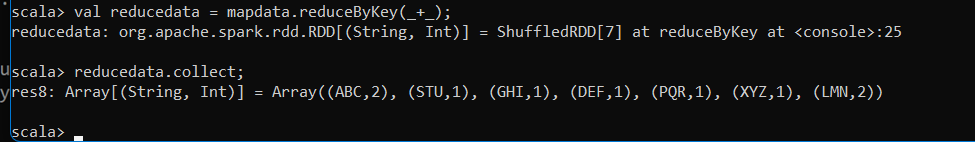 scala> val reducedata = mapdata.reduceByKey(_+_);
reducedata: org.apache.spark.rdd.RDD[(String, Int)] = ShuffledRDD[7] at reduceByKey at <console>:25
u
scala> reducedata.collect;
y
res8: Array[(String, Int)] = Array((ABC,2), (STU,1), (GHI,1), (DEF,1), (PQR,1), (XYZ,1), (LMN,2))
scala>